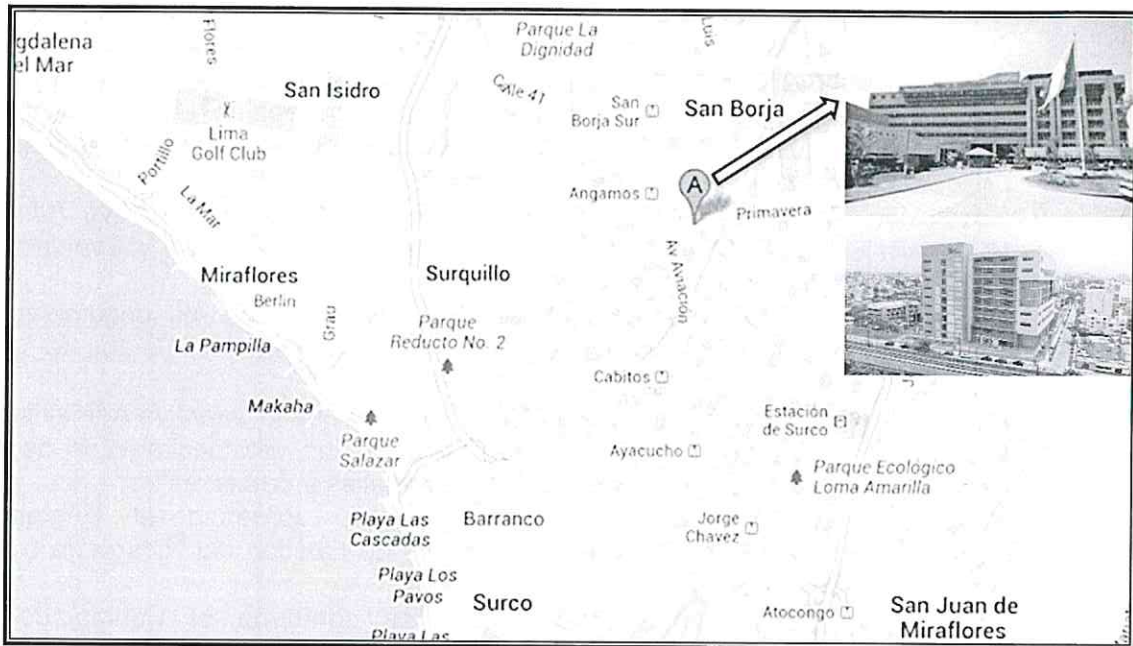 gdalena
el Mar
Flores
Parque La
Dignidad
Luis
Calle 41
San Isidro
San
Borja Sur
San Borja
Lima
Golf Club
Portillo
La Mar
Angamos
A
Primavera
Av Aviación
Miraflores
Berlin
Surquillo
Grau
Parque
Reducto No. 2
La Pampilla
Cabitos
Makaha
Parque
Salazar
Estación
de Surco
Ayacucho
Parque Ecológico
Loma Amarilla
Playa Las
Cascadas
Barranco
Jorge
Chavez
Playa Los
Pavos
Surco
Atocongo
San Juan de
Miraflores
Playa Las